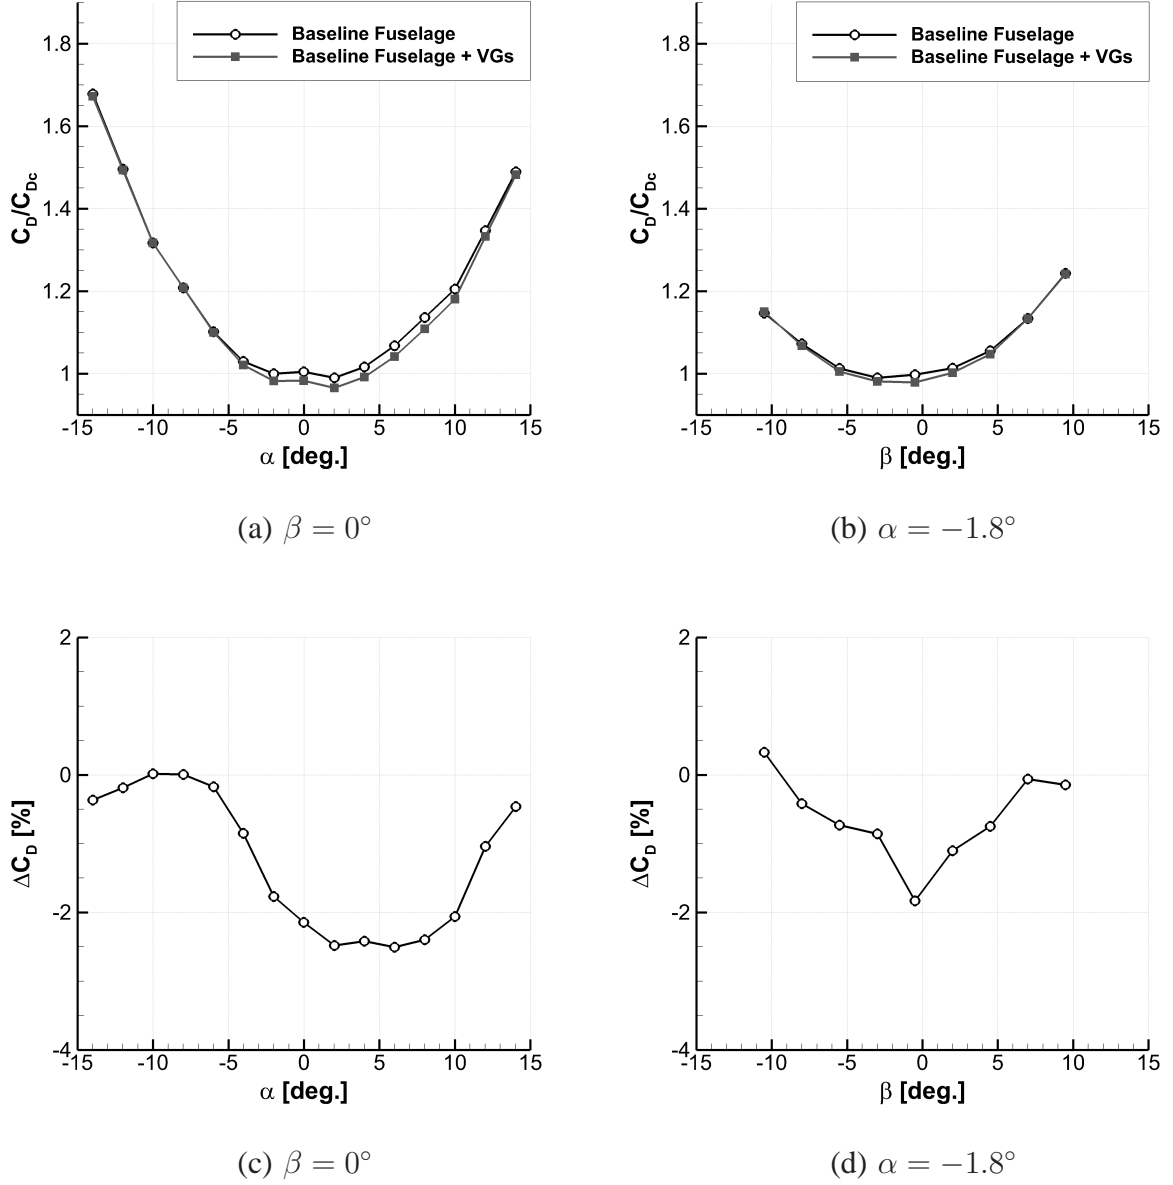 Baseline Fuselage
Baseline Fuselage + VGs
1.8
1.6
1.4
1.2
1
C_D/C_Dc
-15 -10 -5 0 5 10 15
α [deg.]
(a) β = 0°
Baseline Fuselage
Baseline Fuselage + VGs
1.8
1.6
1.4
1.2
1
C_D/C_Dc
-15 -10 -5 0 5 10 15
β [deg.]
(b) α = −1.8°
2
0
-2
-4
ΔC_D [%]
-15 -10 -5 0 5 10 15
α [deg.]
(c) β = 0°
2
0
-2
-4
ΔC_D [%]
-15 -10 -5 0 5 10 15
β [deg.]
(d) α = −1.8°